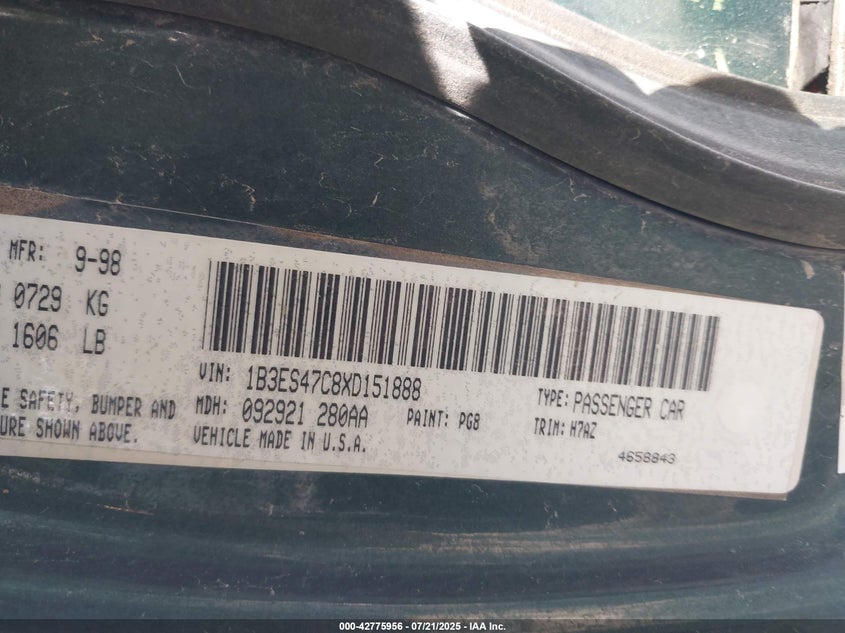 MFR: 9-98
0729 KG
1606 LB
E SAFETY, BUMPER AND
URE SHOWN ABOVE.
VIN: 1B3ES47C8XD151888
MDH: 092921 280AA PAINT: PG8
VEHICLE MADE IN U.S.A.
TYPE: PASSENGER CAR
TRIM: M7AZ
4658843
000-42775956 - 07/21/2025 - IAA Inc.